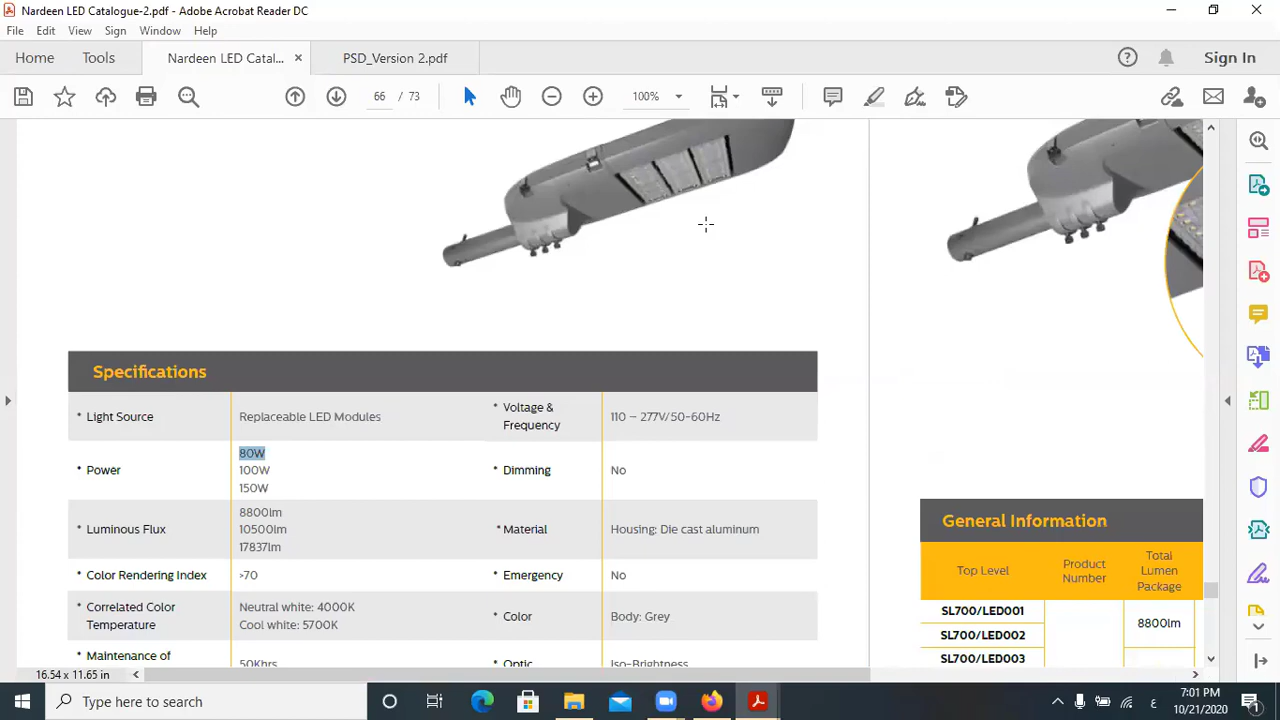 Nardeen LED Catalogue-2.pdf - Adobe Acrobat Reader DC
File Edit View Sign Window Help
Home Tools Nardeen LED Catal... × PSD_Version 2.pdf Sign In
66 / 73 100%
Specifications
* Light Source
Replaceable LED Modules
* Voltage &
Frequency
110 – 277V/50-60Hz
* Power
80W
100W
150W
* Dimming
No
* Luminous Flux
8800lm
10500lm
17837lm
* Material
Housing: Die cast aluminum
* Color Rendering Index
>70
* Emergency
No
* Correlated Color
Temperature
Neutral white: 4000K
Cool white: 5700K
* Color
Body: Grey
* Maintenance of
50Khrs
* Optic
Iso-Brightness
General Information
Top Level
Product
Number
Total
Lumen
Package
SL700/LED001
SL700/LED002
SL700/LED003
8800lm
16.54 x 11.65 in
Type here to search
ع
7:01 PM
10/21/2020
1